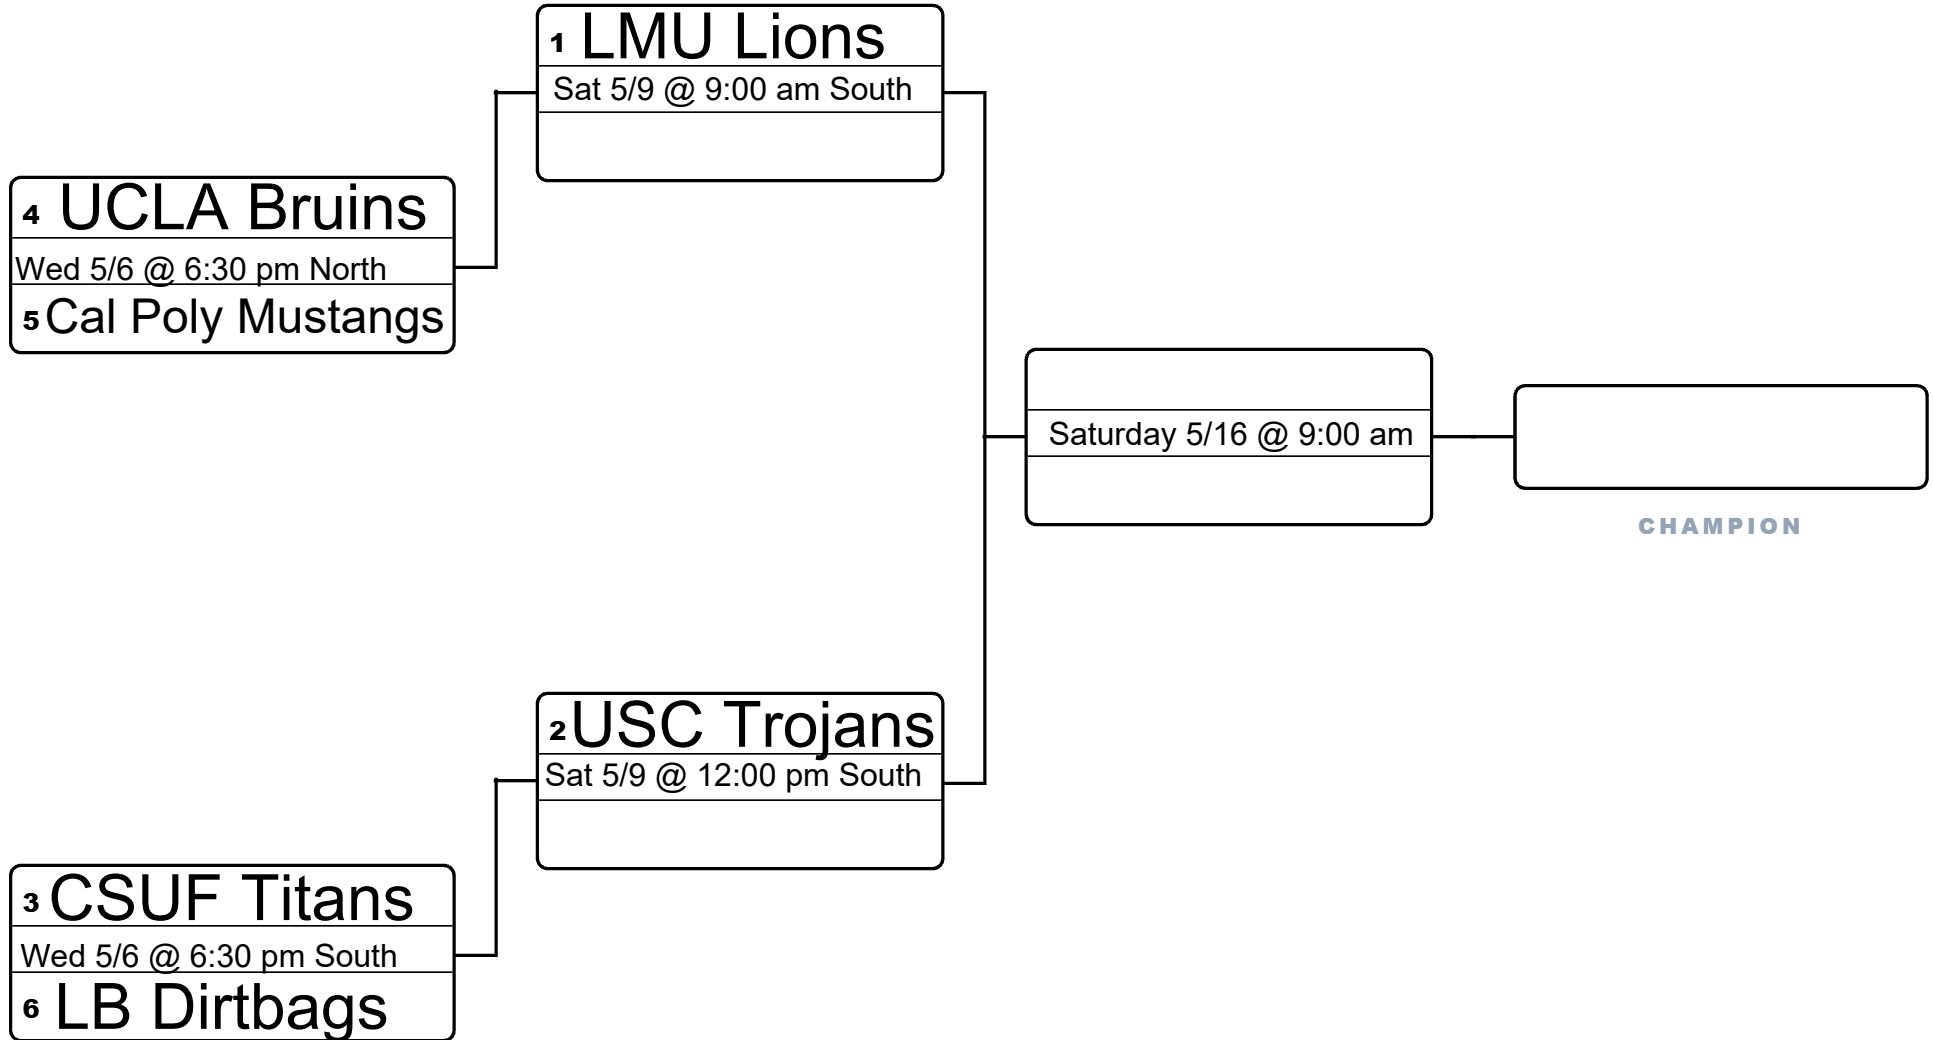 1 LMU Lions
Sat 5/9 @ 9:00 am South
4 UCLA Bruins
Wed 5/6 @ 6:30 pm North
5 Cal Poly Mustangs
Saturday 5/16 @ 9:00 am
CHAMPION
2 USC Trojans
Sat 5/9 @ 12:00 pm South
3 CSUF Titans
Wed 5/6 @ 6:30 pm South
6 LB Dirtbags